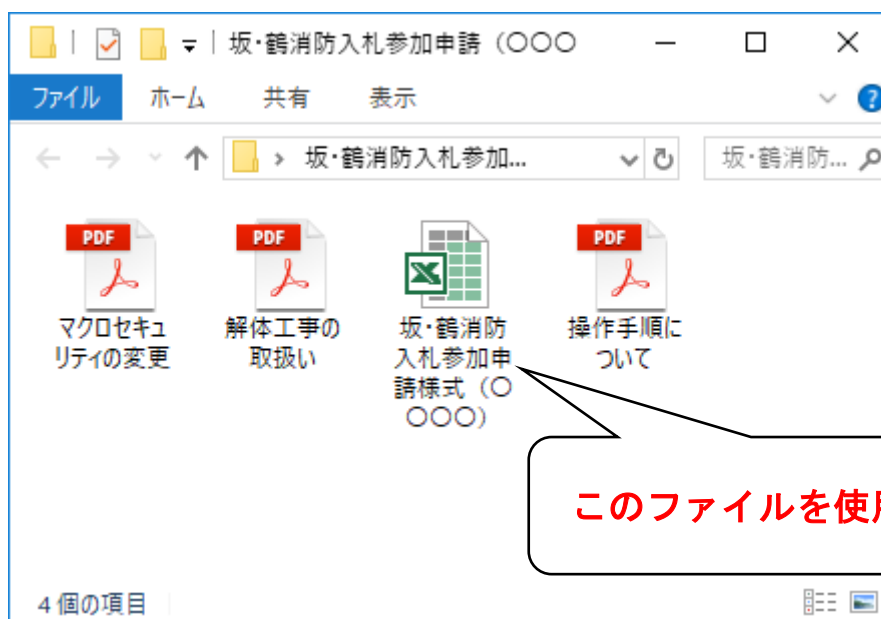 坂･鶴消防入札参加申請（〇〇〇
ファイル ホーム 共有 表示
坂･鶴消防入札参加... 坂･鶴消防...
PDF PDF PDF
マクロセキュ
リティの変更
解体工事の
取扱い
坂･鶴消防
入札参加申
請様式（〇
〇〇〇）
操作手順に
ついて
このファイルを使用
4 個の項目